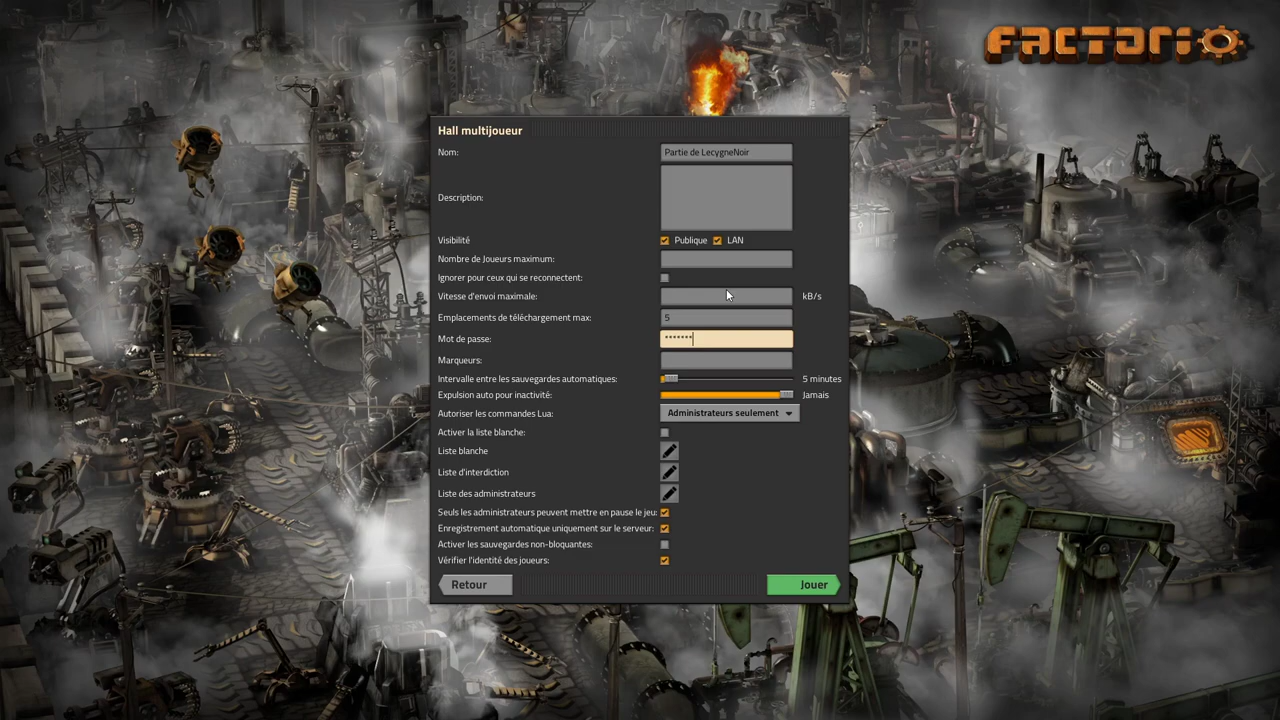 FACTORIO
Hall multijoueur
Nom: Partie de LecygneNoir
Description:
Visibilité Publique LAN
Nombre de Joueurs maximum:
Ignorer pour ceux qui se reconnectent:
Vitesse d'envoi maximale: kB/s
Emplacements de téléchargement max: 5
Mot de passe: *******
Marqueurs:
Intervalle entre les sauvegardes automatiques: 5 minutes
Expulsion auto pour inactivité: Jamais
Autoriser les commandes Lua: Administrateurs seulement
Activer la liste blanche:
Liste blanche
Liste d'interdiction
Liste des administrateurs
Seuls les administrateurs peuvent mettre en pause le jeu:
Enregistrement automatique uniquement sur le serveur:
Activer les sauvegardes non-bloquantes:
Vérifier l'identité des joueurs:
Retour Jouer